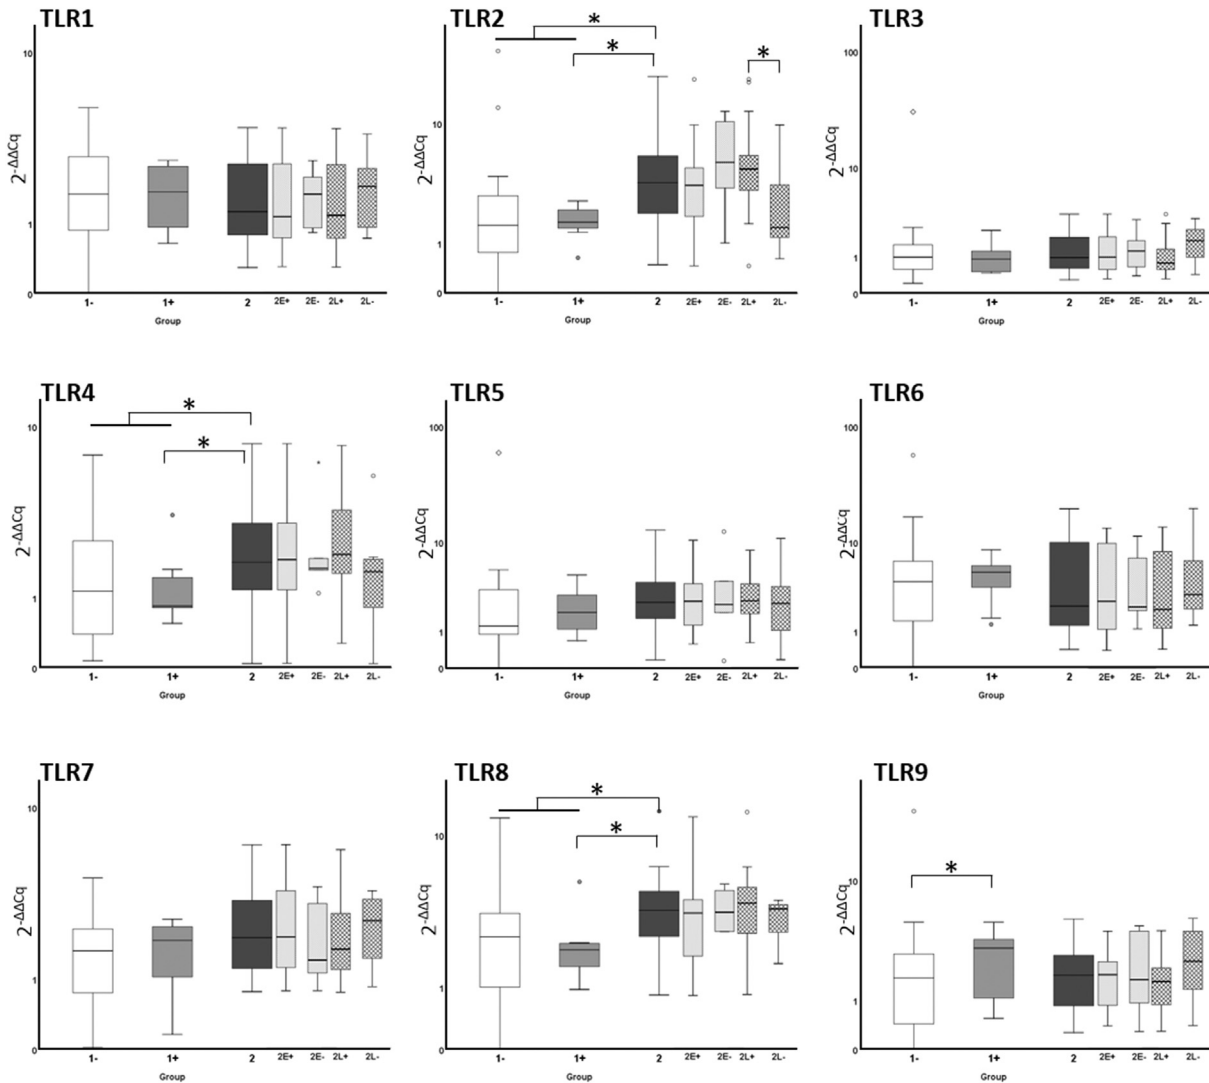 TLR1
10
2-ΔΔCq
1
0
1- 1+ 2 2E+ 2E- 2L+ 2L-
Group
TLR2
* * *
10
2-ΔΔCq
1
0
1- 1+ 2 2E+ 2E- 2L+ 2L-
Group
TLR3
100
2-ΔΔCq
10
1
0
1- 1+ 2 2E+ 2E- 2L+ 2L-
Group
TLR4
* *
10
2-ΔΔCq
1
0
1- 1+ 2 2E+ 2E- 2L+ 2L-
Group
TLR5
100
2-ΔΔCq
10
1
0
1- 1+ 2 2E+ 2E- 2L+ 2L-
Group
TLR6
100
2-ΔΔCq
10
1
0
1- 1+ 2 2E+ 2E- 2L+ 2L-
Group
TLR7
10
2-ΔΔCq
1
0
1- 1+ 2 2E+ 2E- 2L+ 2L-
Group
TLR8
* *
10
2-ΔΔCq
1
0
1- 1+ 2 2E+ 2E- 2L+ 2L-
Group
TLR9
*
10
2-ΔΔCq
1
0
1- 1+ 2 2E+ 2E- 2L+ 2L-
Group